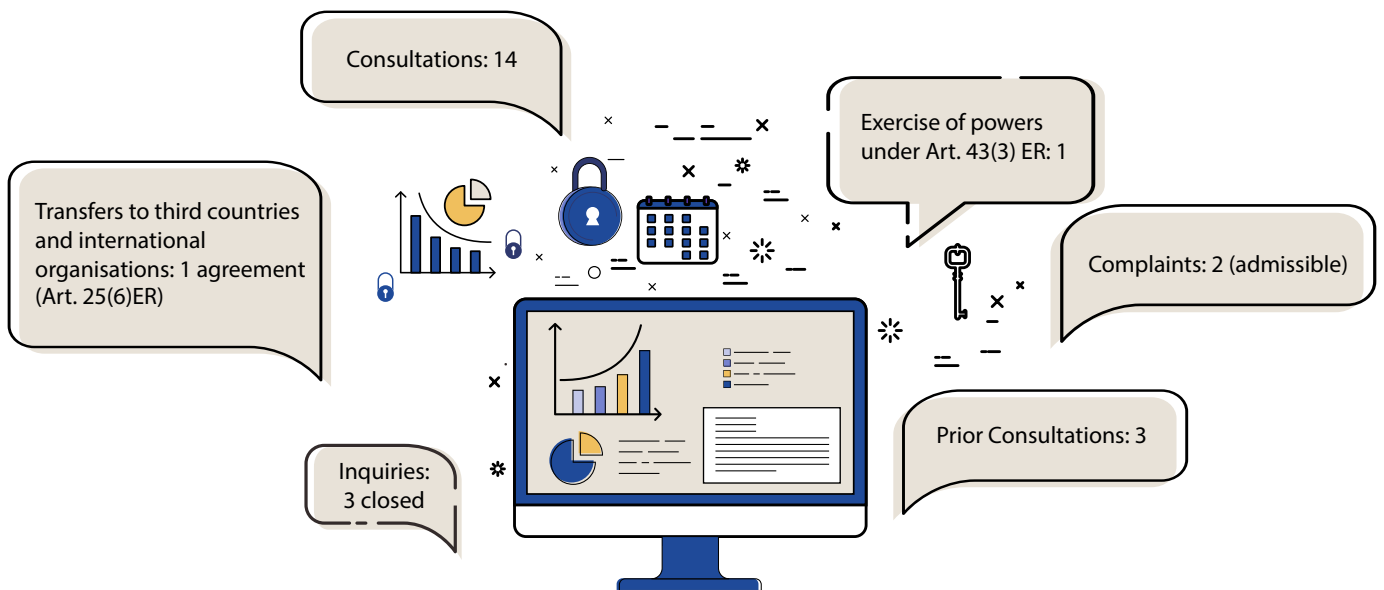 Consultations: 14
Exercise of powers
under Art. 43(3) ER: 1
Transfers to third countries
and international
organisations: 1 agreement
(Art. 25(6)ER)
Complaints: 2 (admissible)
Prior Consultations: 3
Inquiries:
3 closed